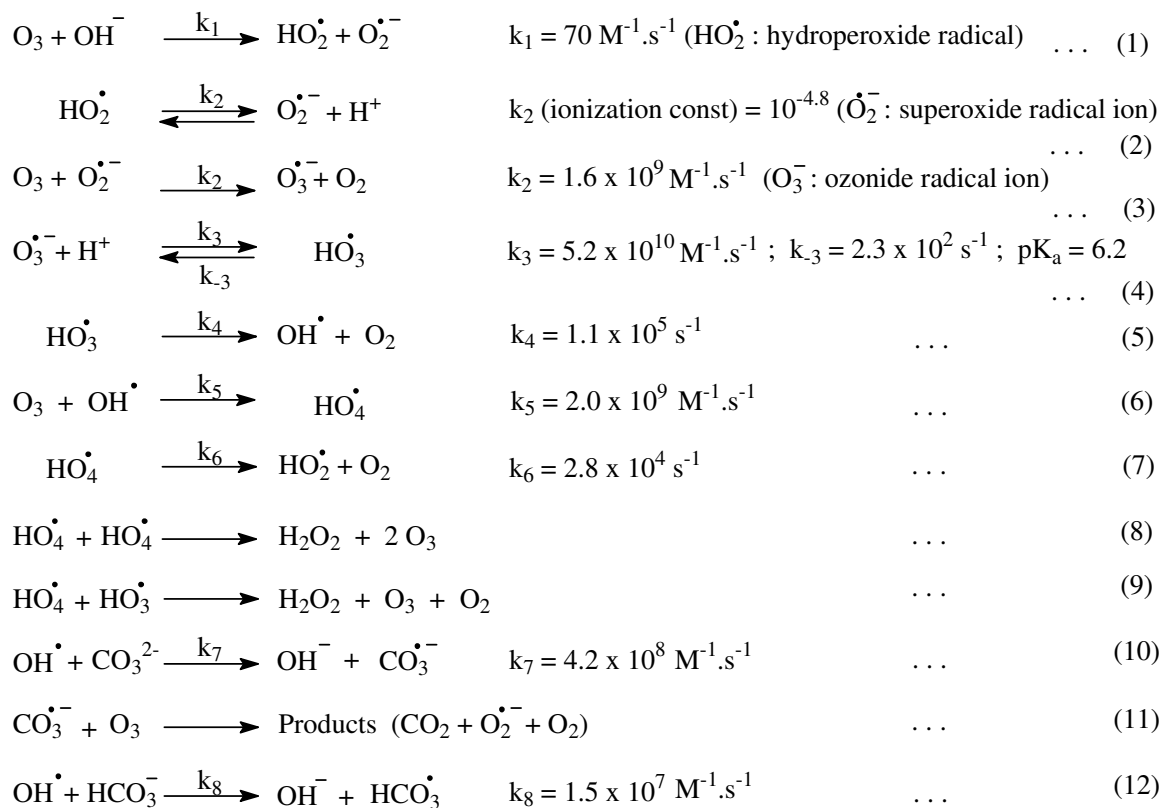 O₃ + OH⁻ —k₁→ HO₂• + O₂•⁻ k₁ = 70 M⁻¹.s⁻¹ (HO₂• : hydroperoxide radical) ... (1)
HO₂• ⇌ k₂ O₂•⁻ + H⁺ k₂ (ionization const) = 10⁻⁴·⁸ (O₂•⁻ : superoxide radical ion)
... (2)
O₃ + O₂•⁻ —k₂→ O₃•⁻ + O₂ k₂ = 1.6 x 10⁹ M⁻¹.s⁻¹ (O₃⁻ : ozonide radical ion)
... (3)
O₃•⁻ + H⁺ ⇌ k₃ k₋₃ HO₃• k₃ = 5.2 x 10¹⁰ M⁻¹.s⁻¹ ; k₋₃ = 2.3 x 10² s⁻¹ ; pKₐ = 6.2
... (4)
HO₃• —k₄→ OH• + O₂ k₄ = 1.1 x 10⁵ s⁻¹ ... (5)
O₃ + OH• —k₅→ HO₄• k₅ = 2.0 x 10⁹ M⁻¹.s⁻¹ ... (6)
HO₄• —k₆→ HO₂• + O₂ k₆ = 2.8 x 10⁴ s⁻¹ ... (7)
HO₄• + HO₄• → H₂O₂ + 2 O₃ ... (8)
HO₄• + HO₃• → H₂O₂ + O₃ + O₂ ... (9)
OH• + CO₃²⁻ —k₇→ OH⁻ + CO₃•⁻ k₇ = 4.2 x 10⁸ M⁻¹.s⁻¹ ... (10)
CO₃•⁻ + O₃ → Products (CO₂ + O₂•⁻ + O₂) ... (11)
OH• + HCO₃⁻ —k₈→ OH⁻ + HCO₃• k₈ = 1.5 x 10⁷ M⁻¹.s⁻¹ ... (12)